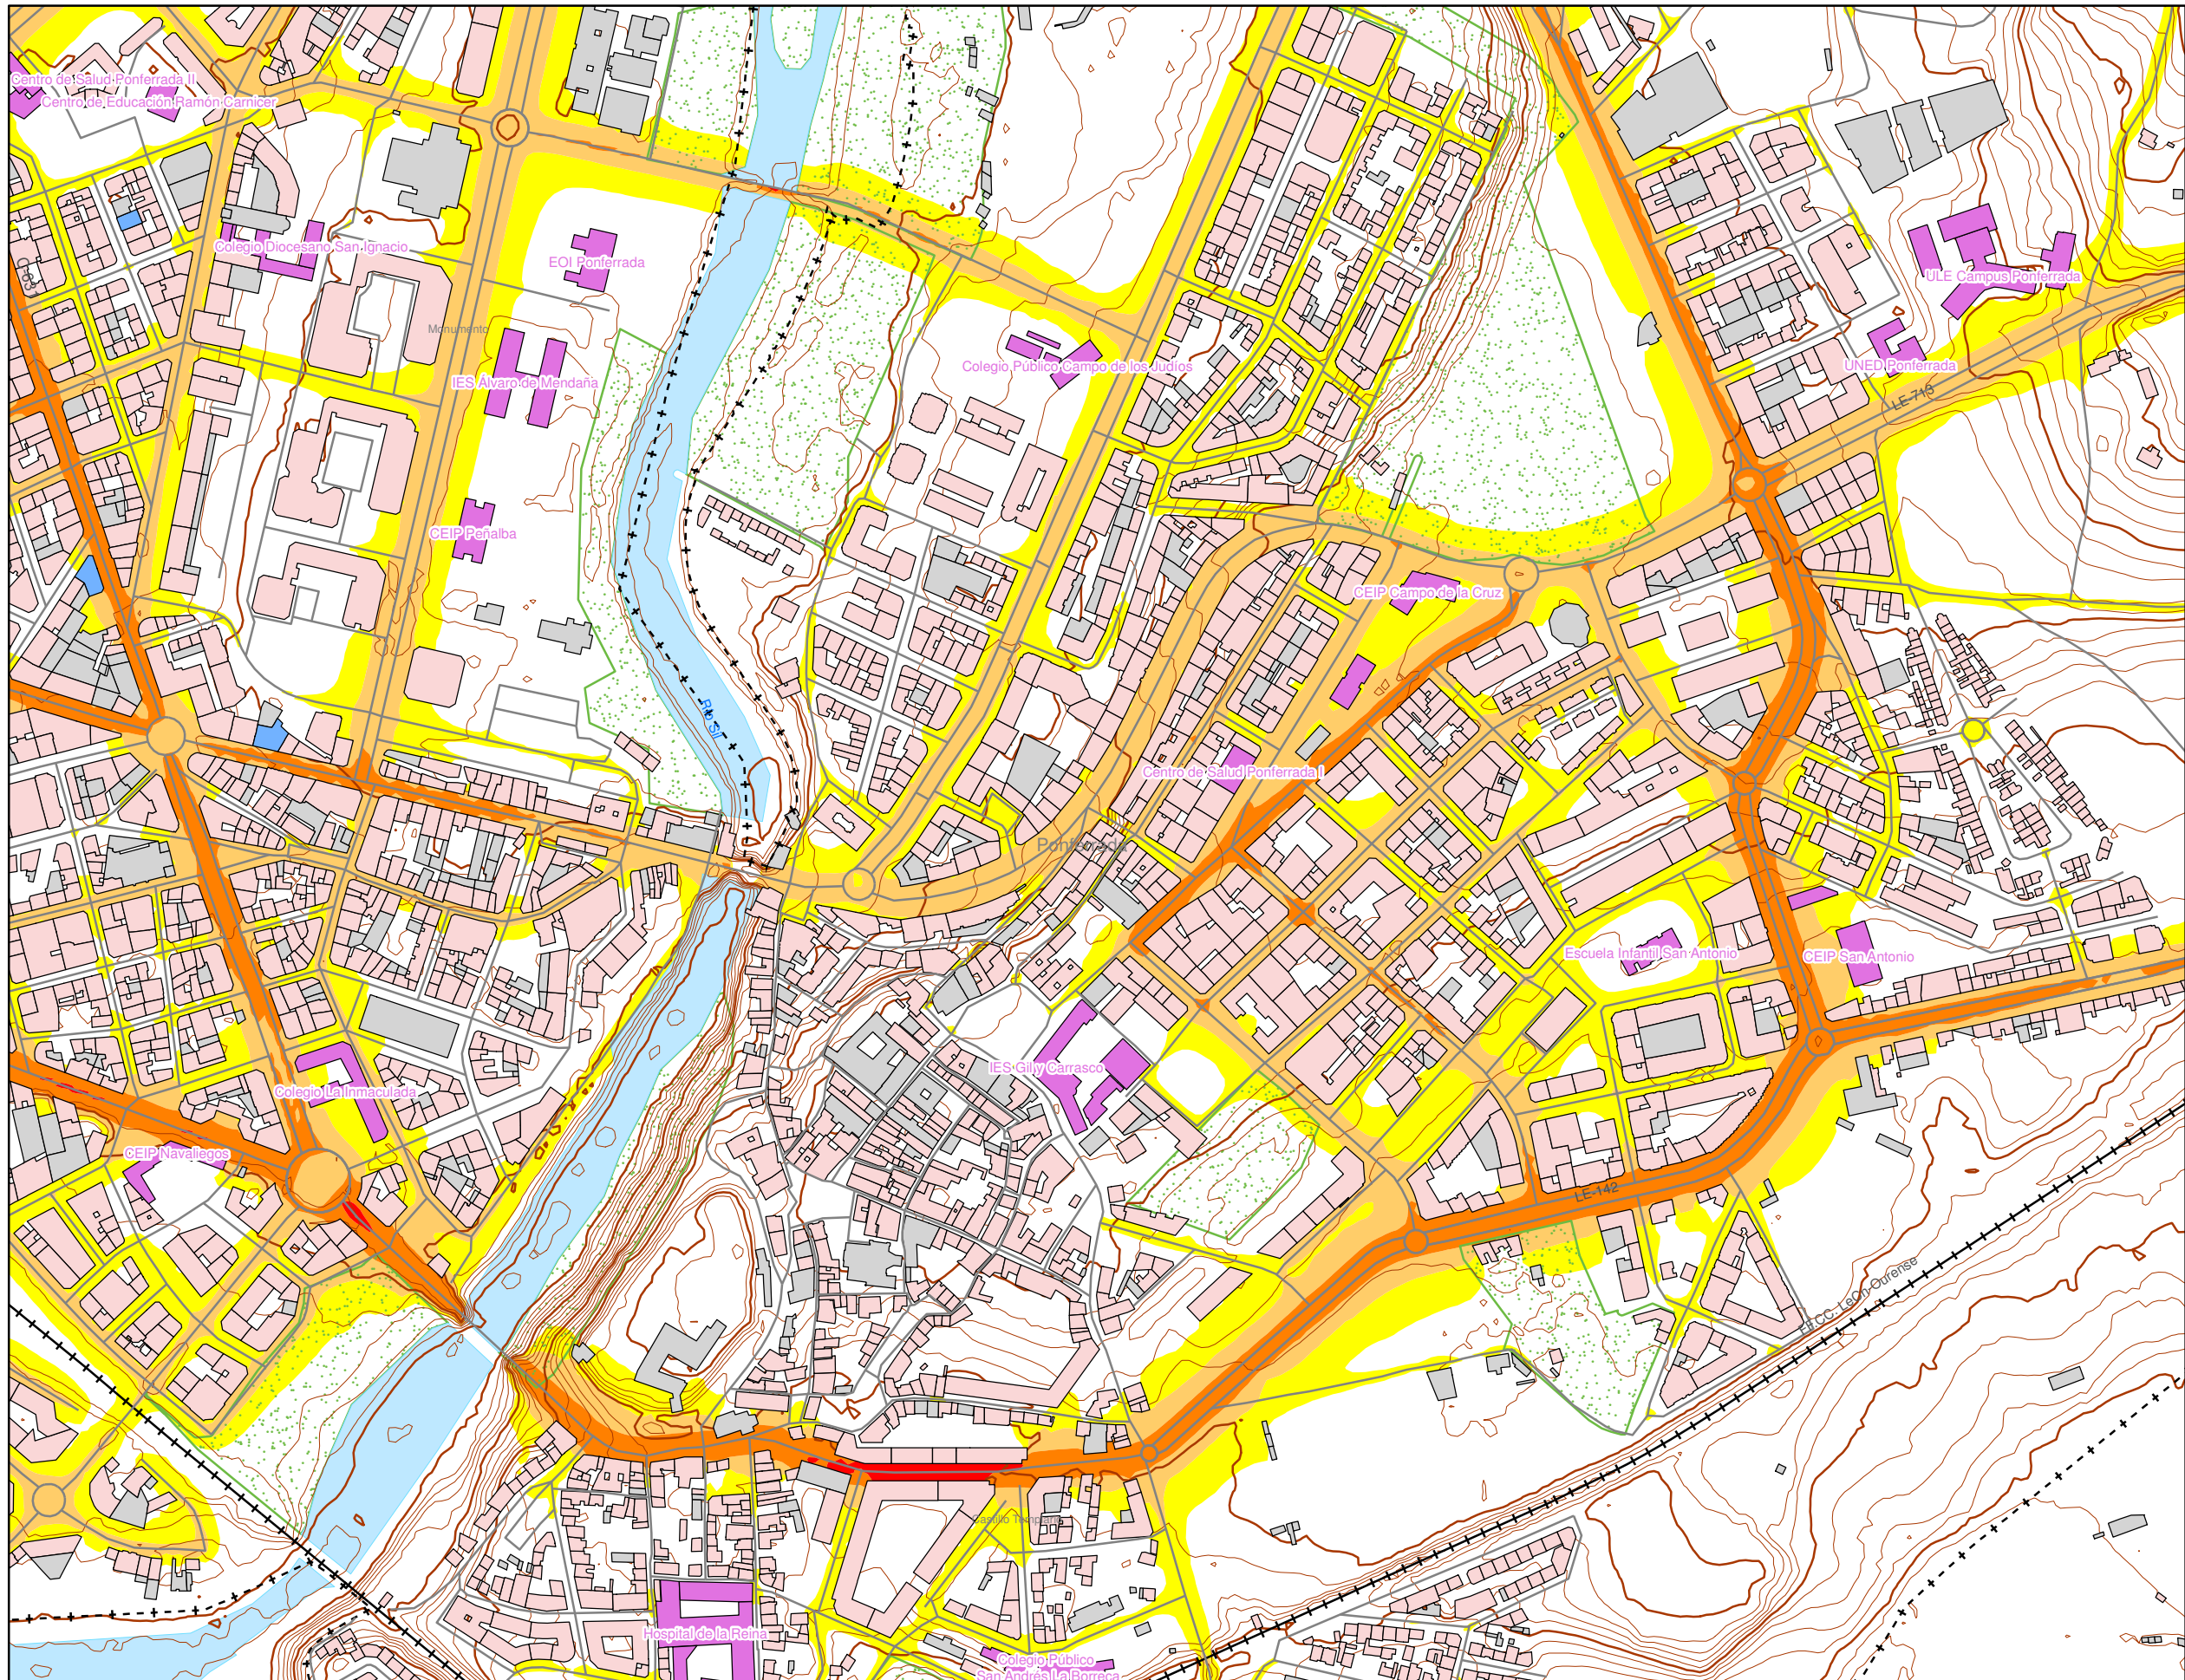 Centro de Salud Ponferrada II
Centro de Educación Ramón Carnicer
Colegio Diocesano San Ignacio
EOI Ponferrada
C-631
Monumento
ULE Campus Ponferrada
IES Álvaro de Mendaña
Colegio Público Campo de los Judíos
UNED Ponferrada
LE-713
CEIP Peñalba
CEIP Campo de la Cruz
Río Sil
Centro de Salud Ponferrada I
Ponferrada
Escuela Infantil San Antonio
CEIP San Antonio
IES Gil y Carrasco
Colegio La Inmaculada
CEIP Navaliegos
LE-142
FF.CC. LeOn-Ourense
Castillo Templario
Hospital de la Reina
Colegio Público
San Andrés La Borreca